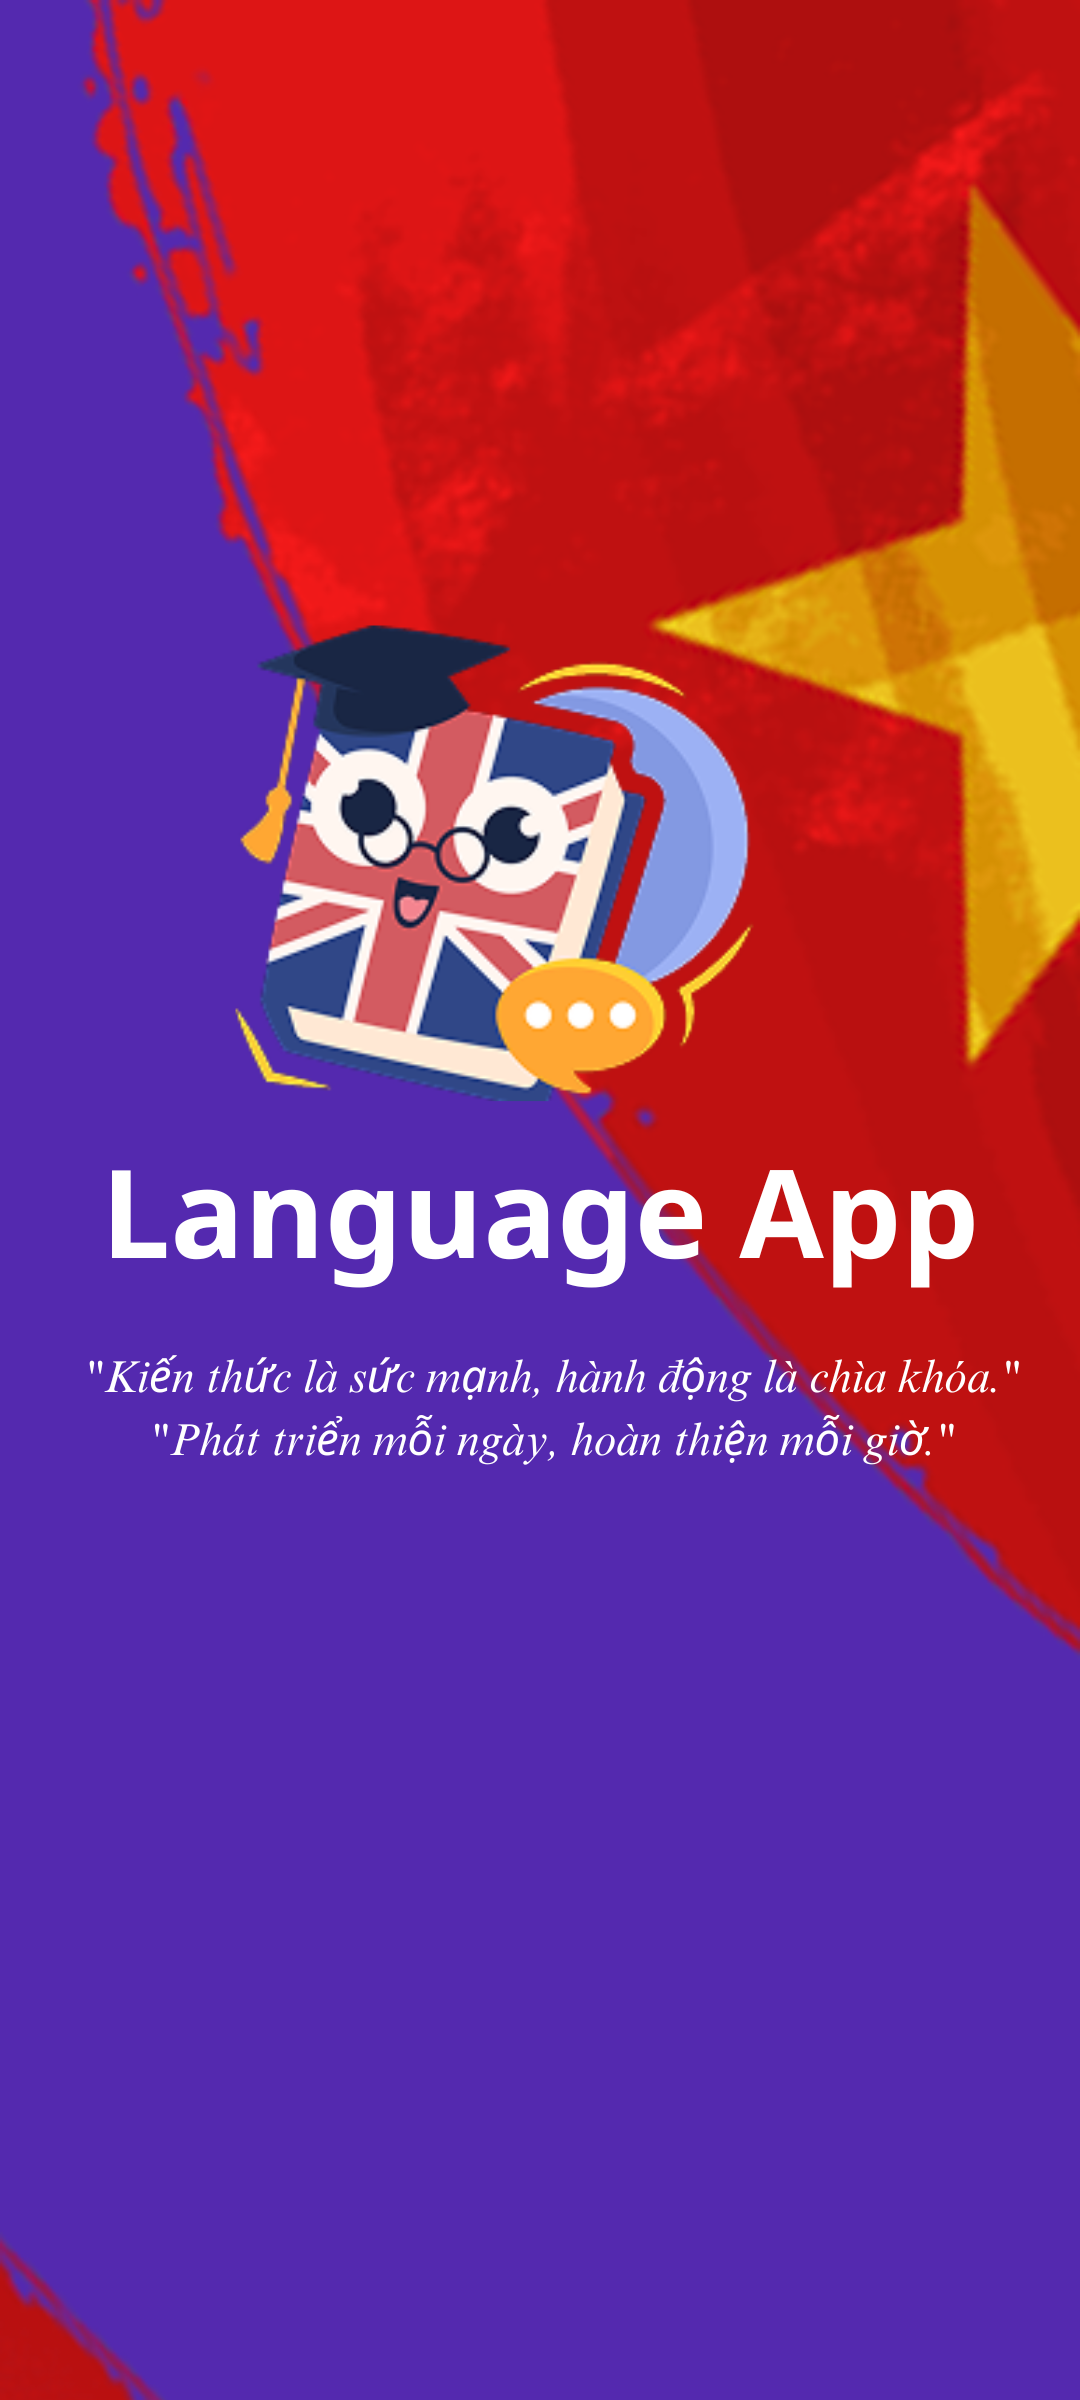 Language App
"Kiến thức là sức mạnh, hành động là chìa khóa."
"Phát triển mỗi ngày, hoàn thiện mỗi giờ."